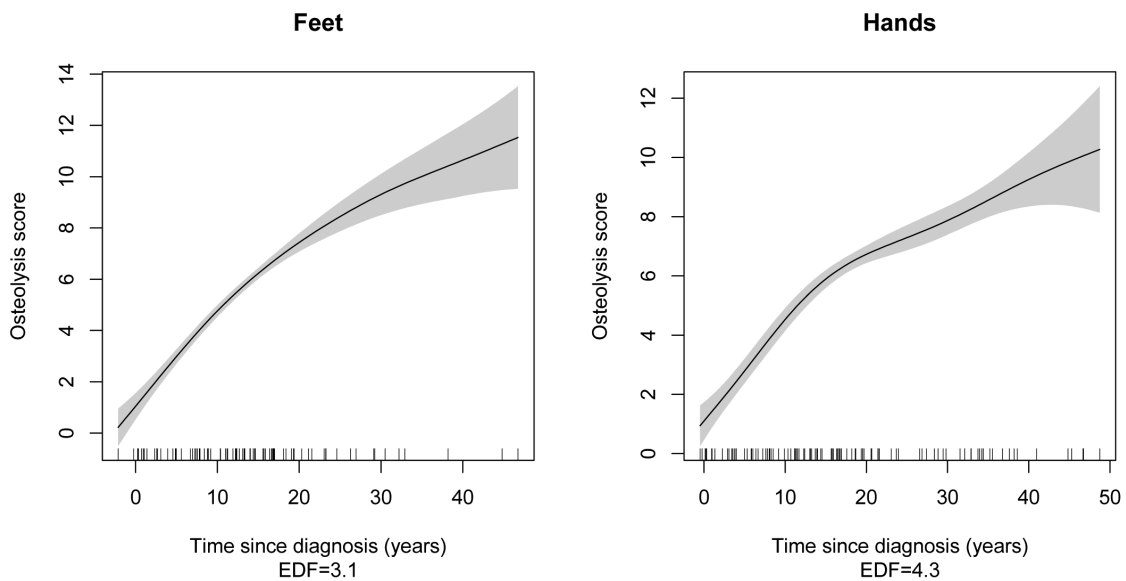 Feet
Osteolysis score
14
12
10
8
6
4
2
0
0 10 20 30 40
Time since diagnosis (years)
EDF=3.1
Hands
Osteolysis score
12
10
8
6
4
2
0
0 10 20 30 40 50
Time since diagnosis (years)
EDF=4.3